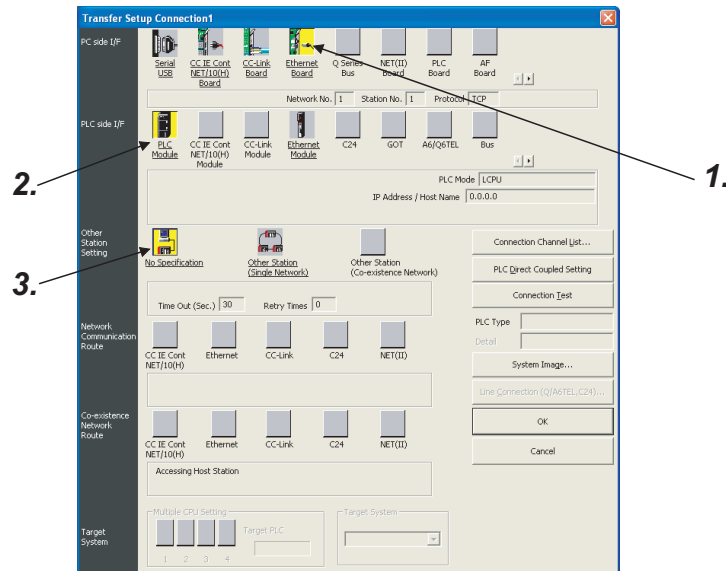 Transfer Setup Connection1
PC side I/F
Serial USB
CC IE Cont NET/10(H) Board
CC-Link Board
Ethernet Board
Q Series Bus
NET(II) Board
PLC Board
AF Board
Network No. 1 Station No. 1 Protocol TCP
1.
PLC side I/F
PLC Module
CC IE Cont NET/10(H) Module
CC-Link Module
Ethernet Module
C24
GOT
A6/Q6TEL
Bus
2.
PLC Mode LCPU
IP Address / Host Name 0.0.0.0
Other Station Setting
No Specification
Other Station (Single Network)
Other Station (Co-existence Network)
3.
Time Out (Sec.) 30 Retry Times 0
Connection Channel List...
PLC Direct Coupled Setting
Connection Test
PLC Type
Detail
System Image...
Line Connection (Q/A6TEL,C24)...
OK
Cancel
Network Communication Route
CC IE Cont NET/10(H)
Ethernet
CC-Link
C24
NET(II)
Co-existence Network Route
CC IE Cont NET/10(H)
Ethernet
CC-Link
C24
NET(II)
Accessing Host Station
Target System
Multiple CPU Setting
1 2 3 4
Target PLC
Target System